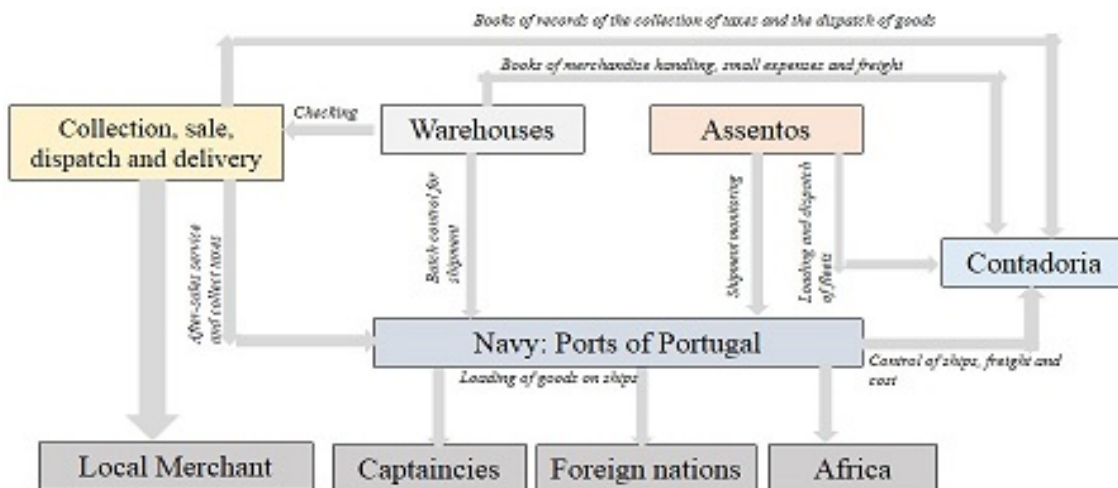 Books of records of the collection of taxes and the dispatch of goods
Books of merchandize handling, small expenses and freight
Collection, sale,
dispatch and delivery
Checking
Warehouses
Assentos
After-sales service
and collect taxes
Batch control for
shipment
Shipment monitoring
Loading and dispatch
of fleets
Contadoria
Navy: Ports of Portugal
Loading of goods on ships
Control of ships, freight and
cost
Local Merchant
Captaincies
Foreign nations
Africa